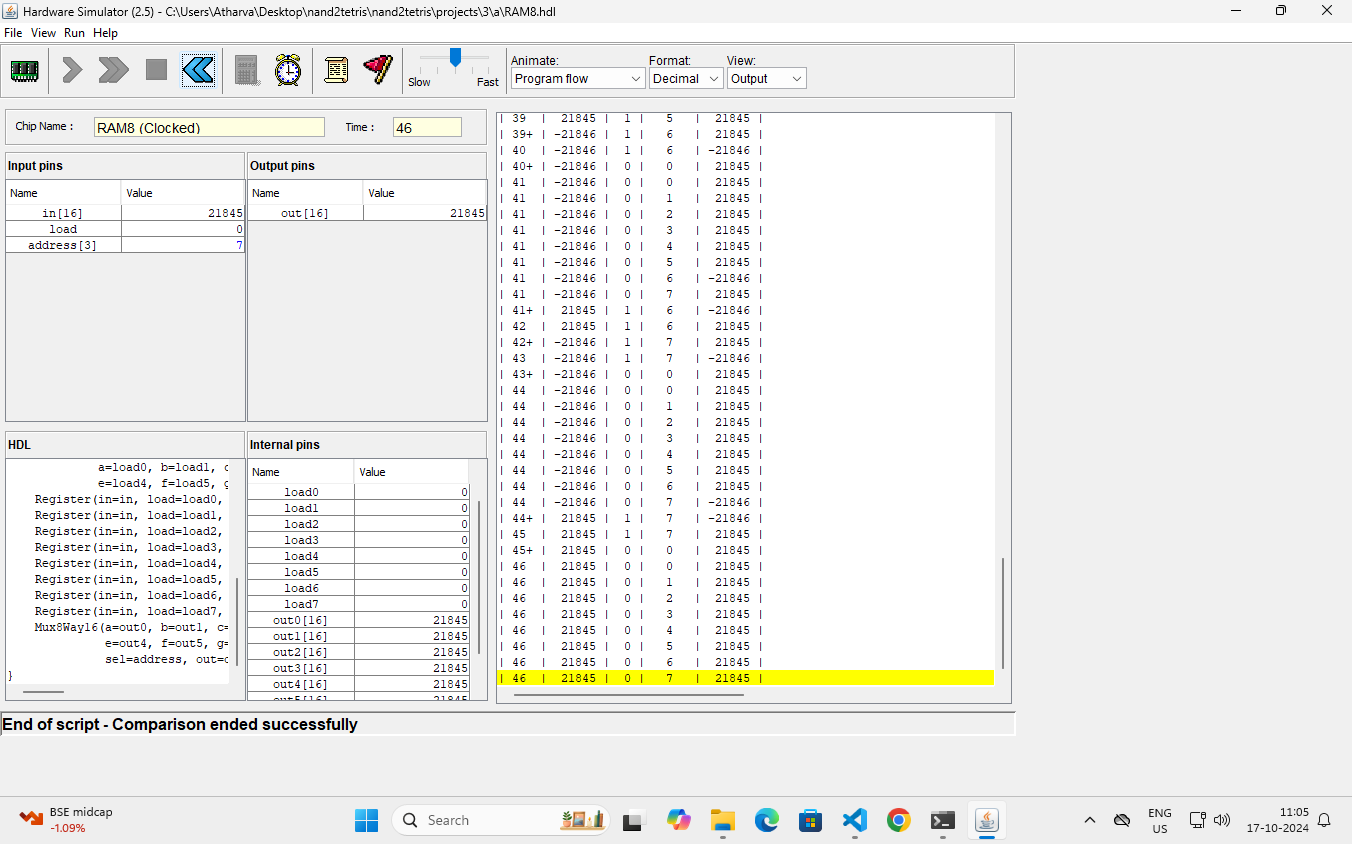 Hardware Simulator (2.5) - C:\Users\Atharva\Desktop\nand2tetris\nand2tetris\projects\3\a\RAM8.hdl
File View Run Help
Animate: Format: View:
Slow Fast Program flow Decimal Output
Chip Name : RAM8 (Clocked) Time : 46
Input pins
Name Value
in[16] 21845
load 0
address[3] 7
Output pins
Name Value
out[16] 21845
HDL
a=load0, b=load1, c
e=load4, f=load5, g
Register(in=in, load=load0,
Register(in=in, load=load1,
Register(in=in, load=load2,
Register(in=in, load=load3,
Register(in=in, load=load4,
Register(in=in, load=load5,
Register(in=in, load=load6,
Register(in=in, load=load7,
Mux8Way16(a=out0, b=out1, c=
e=out4, f=out5, g=
sel=address, out=o
}
Internal pins
Name Value
load0 0
load1 0
load2 0
load3 0
load4 0
load5 0
load6 0
load7 0
out0[16] 21845
out1[16] 21845
out2[16] 21845
out3[16] 21845
out4[16] 21845
out5[16] 21845
| 39 | 21845 | 1 | 5 | 21845 |
| 39+ | -21846 | 1 | 6 | 21845 |
| 40 | -21846 | 1 | 6 | -21846 |
| 40+ | -21846 | 0 | 0 | 21845 |
| 41 | -21846 | 0 | 0 | 21845 |
| 41 | -21846 | 0 | 1 | 21845 |
| 41 | -21846 | 0 | 2 | 21845 |
| 41 | -21846 | 0 | 3 | 21845 |
| 41 | -21846 | 0 | 4 | 21845 |
| 41 | -21846 | 0 | 5 | 21845 |
| 41 | -21846 | 0 | 6 | -21846 |
| 41 | -21846 | 0 | 7 | 21845 |
| 41+ | 21845 | 1 | 6 | -21846 |
| 42 | 21845 | 1 | 6 | 21845 |
| 42+ | -21846 | 1 | 7 | 21845 |
| 43 | -21846 | 1 | 7 | -21846 |
| 43+ | -21846 | 0 | 0 | 21845 |
| 44 | -21846 | 0 | 0 | 21845 |
| 44 | -21846 | 0 | 1 | 21845 |
| 44 | -21846 | 0 | 2 | 21845 |
| 44 | -21846 | 0 | 3 | 21845 |
| 44 | -21846 | 0 | 4 | 21845 |
| 44 | -21846 | 0 | 5 | 21845 |
| 44 | -21846 | 0 | 6 | 21845 |
| 44 | -21846 | 0 | 7 | -21846 |
| 44+ | 21845 | 1 | 7 | -21846 |
| 45 | 21845 | 1 | 7 | 21845 |
| 45+ | 21845 | 0 | 0 | 21845 |
| 46 | 21845 | 0 | 0 | 21845 |
| 46 | 21845 | 0 | 1 | 21845 |
| 46 | 21845 | 0 | 2 | 21845 |
| 46 | 21845 | 0 | 3 | 21845 |
| 46 | 21845 | 0 | 4 | 21845 |
| 46 | 21845 | 0 | 5 | 21845 |
| 46 | 21845 | 0 | 6 | 21845 |
| 46 | 21845 | 0 | 7 | 21845 |
End of script - Comparison ended successfully
BSE midcap
-1.09%
Search
ENG
US
11:05
17-10-2024